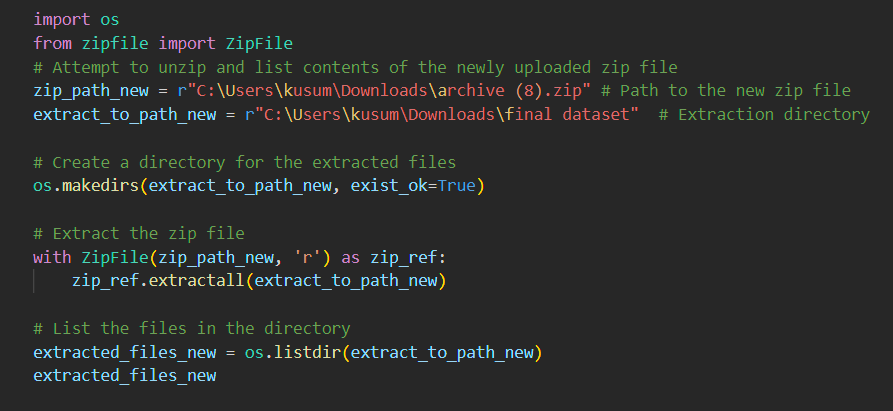 import os
from zipfile import ZipFile
# Attempt to unzip and list contents of the newly uploaded zip file
zip_path_new = r"C:\Users\kusum\Downloads\archive (8).zip" # Path to the new zip file
extract_to_path_new = r"C:\Users\kusum\Downloads\final dataset"  # Extraction directory

# Create a directory for the extracted files
os.makedirs(extract_to_path_new, exist_ok=True)

# Extract the zip file
with ZipFile(zip_path_new, 'r') as zip_ref:
    zip_ref.extractall(extract_to_path_new)

# List the files in the directory
extracted_files_new = os.listdir(extract_to_path_new)
extracted_files_new